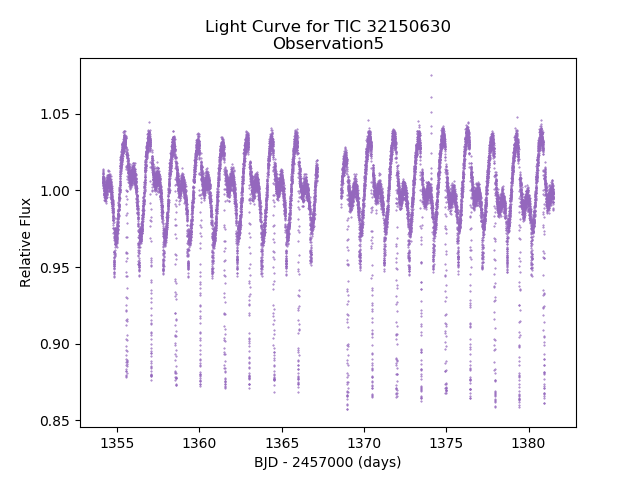 Light Curve for TIC 32150630
Observation5
1.05
1.00
0.95
0.90
0.85
Relative Flux
1355
1360
1365
1370
1375
1380
BJD - 2457000 (days)